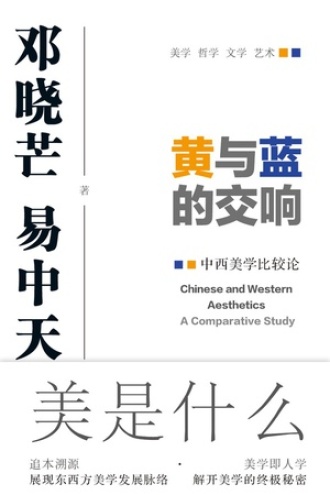 邓晓芒 易中天
著
美学 哲学 文学 艺术
黄与蓝
的交响
中西美学比较论
Chinese and Western
Aesthetics
A Comparative Study
美是什么
追本溯源 · 美学即人学
展现东西方美学发展脉络 解开美学的终极秘密